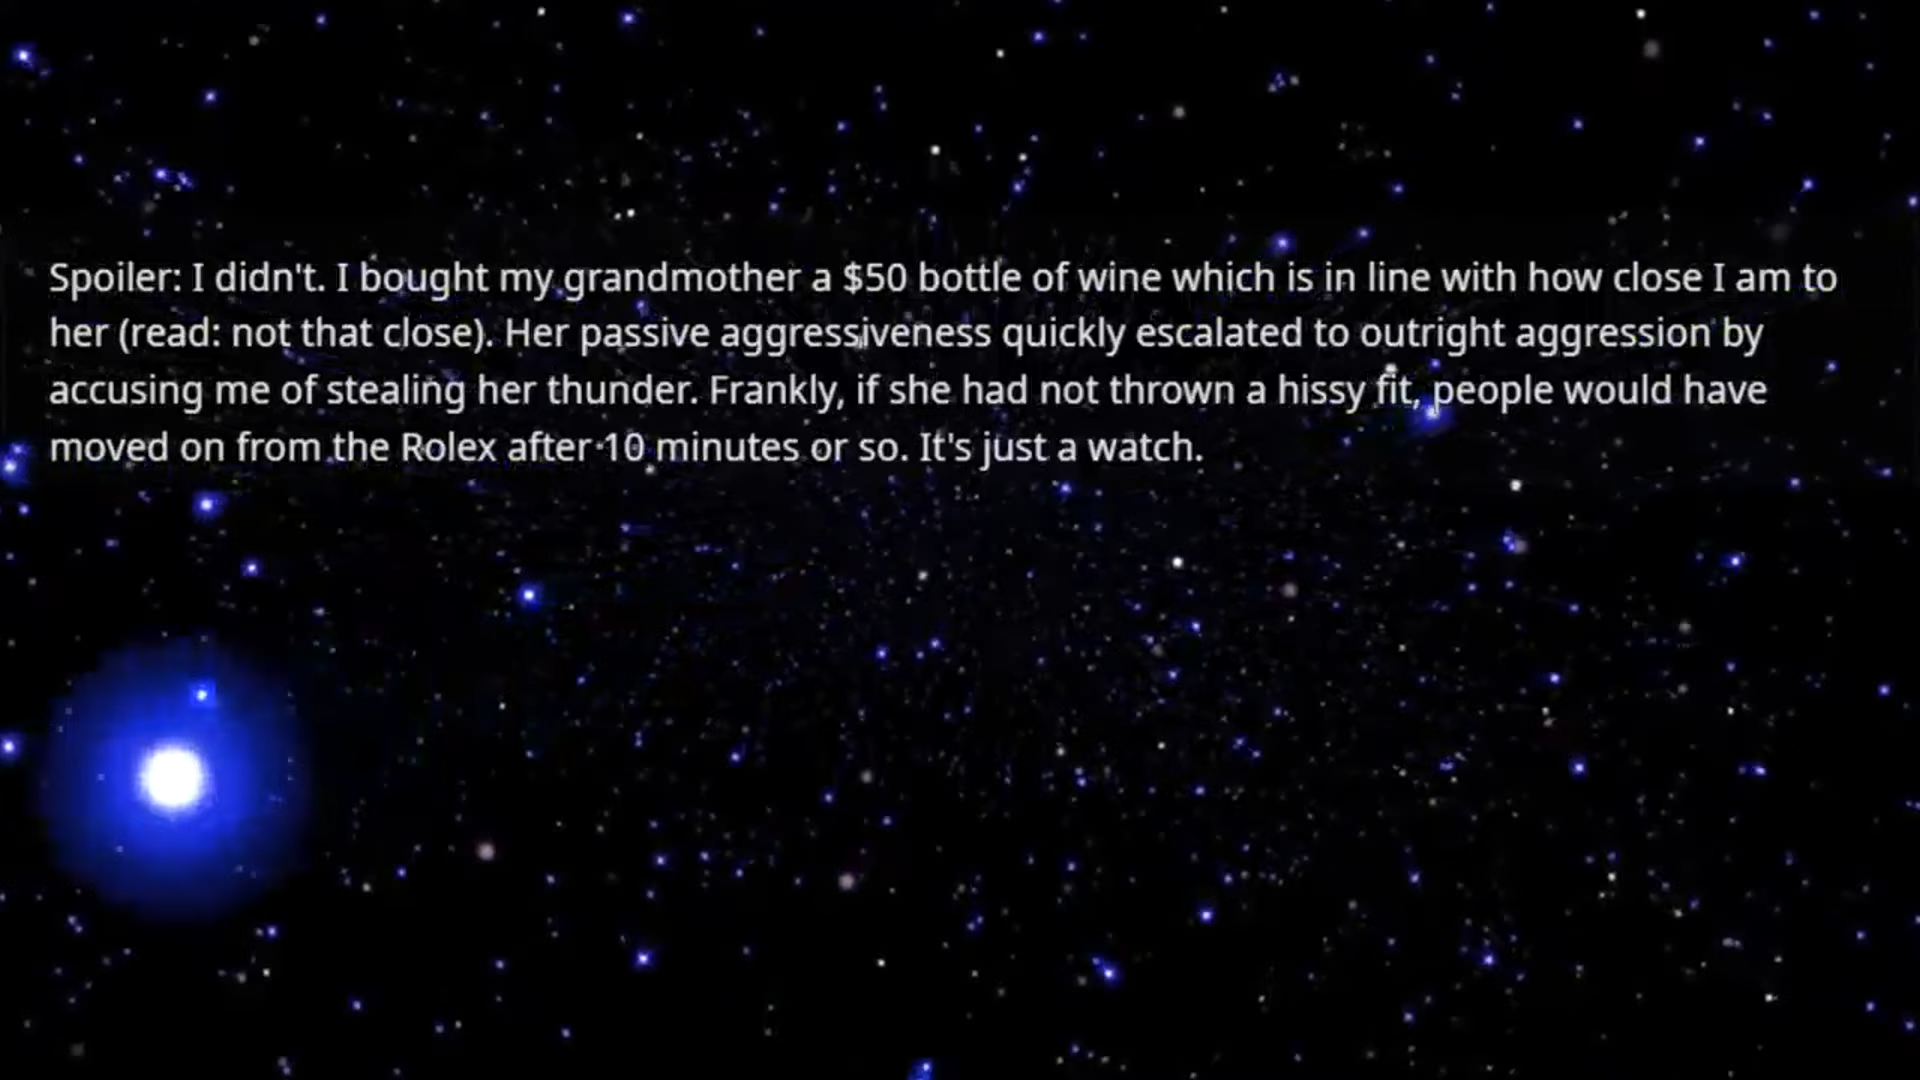 Spoiler: I didn't. I bought my grandmother a $50 bottle of wine which is in line with how close I am to
her (read: not that close). Her passive aggressiveness quickly escalated to outright aggression by
accusing me of stealing her thunder. Frankly, if she had not thrown a hissy fit, people would have
moved on from the Rolex after 10 minutes or so. It's just a watch.